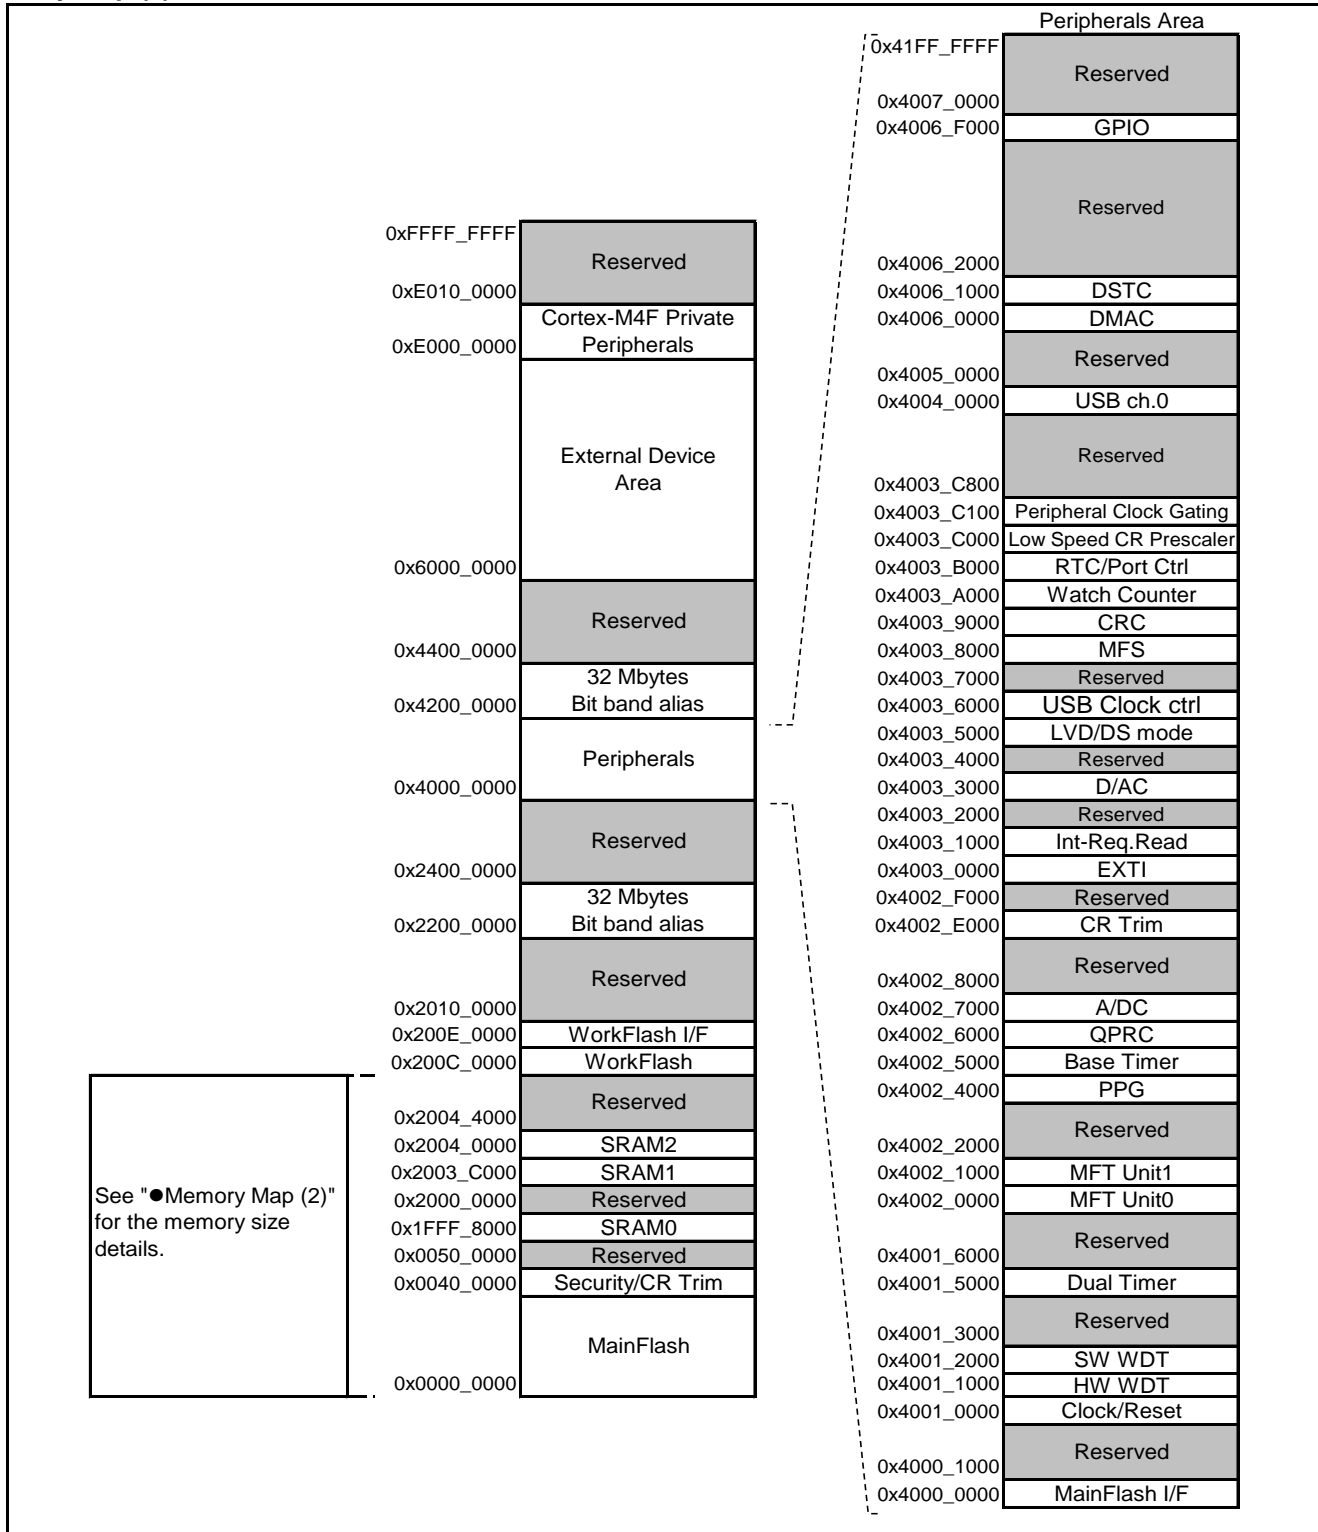 Peripherals Area
0x41FF_FFFF
Reserved
0x4007_0000
0x4006_F000 GPIO
Reserved
0x4006_2000
0x4006_1000 DSTC
0x4006_0000 DMAC
Reserved
0x4005_0000
0x4004_0000 USB ch.0
Reserved
0x4003_C800
0x4003_C100 Peripheral Clock Gating
0x4003_C000 Low Speed CR Prescaler
0x4003_B000 RTC/Port Ctrl
0x4003_A000 Watch Counter
0x4003_9000 CRC
0x4003_8000 MFS
0x4003_7000 Reserved
0x4003_6000 USB Clock ctrl
0x4003_5000 LVD/DS mode
0x4003_4000 Reserved
0x4003_3000 D/AC
0x4003_2000 Reserved
0x4003_1000 Int-Req.Read
0x4003_0000 EXTI
0x4002_F000 Reserved
0x4002_E000 CR Trim
Reserved
0x4002_8000
0x4002_7000 A/DC
0x4002_6000 QPRC
0x4002_5000 Base Timer
0x4002_4000 PPG
Reserved
0x4002_2000
0x4002_1000 MFT Unit1
0x4002_0000 MFT Unit0
Reserved
0x4001_6000
0x4001_5000 Dual Timer
Reserved
0x4001_3000
0x4001_2000 SW WDT
0x4001_1000 HW WDT
0x4001_0000 Clock/Reset
Reserved
0x4000_1000
0x4000_0000 MainFlash I/F
0xFFFF_FFFF
Reserved
0xE010_0000
Cortex-M4F Private
0xE000_0000 Peripherals
External Device
Area
0x6000_0000
Reserved
0x4400_0000
32 Mbytes
0x4200_0000 Bit band alias
Peripherals
0x4000_0000
Reserved
0x2400_0000
32 Mbytes
0x2200_0000 Bit band alias
Reserved
0x2010_0000
0x200E_0000 WorkFlash I/F
0x200C_0000 WorkFlash
Reserved
0x2004_4000
0x2004_0000 SRAM2
0x2003_C000 SRAM1
0x2000_0000 Reserved
0x1FFF_8000 SRAM0
0x0050_0000 Reserved
0x0040_0000 Security/CR Trim
MainFlash
0x0000_0000
See "●Memory Map (2)"
for the memory size
details.